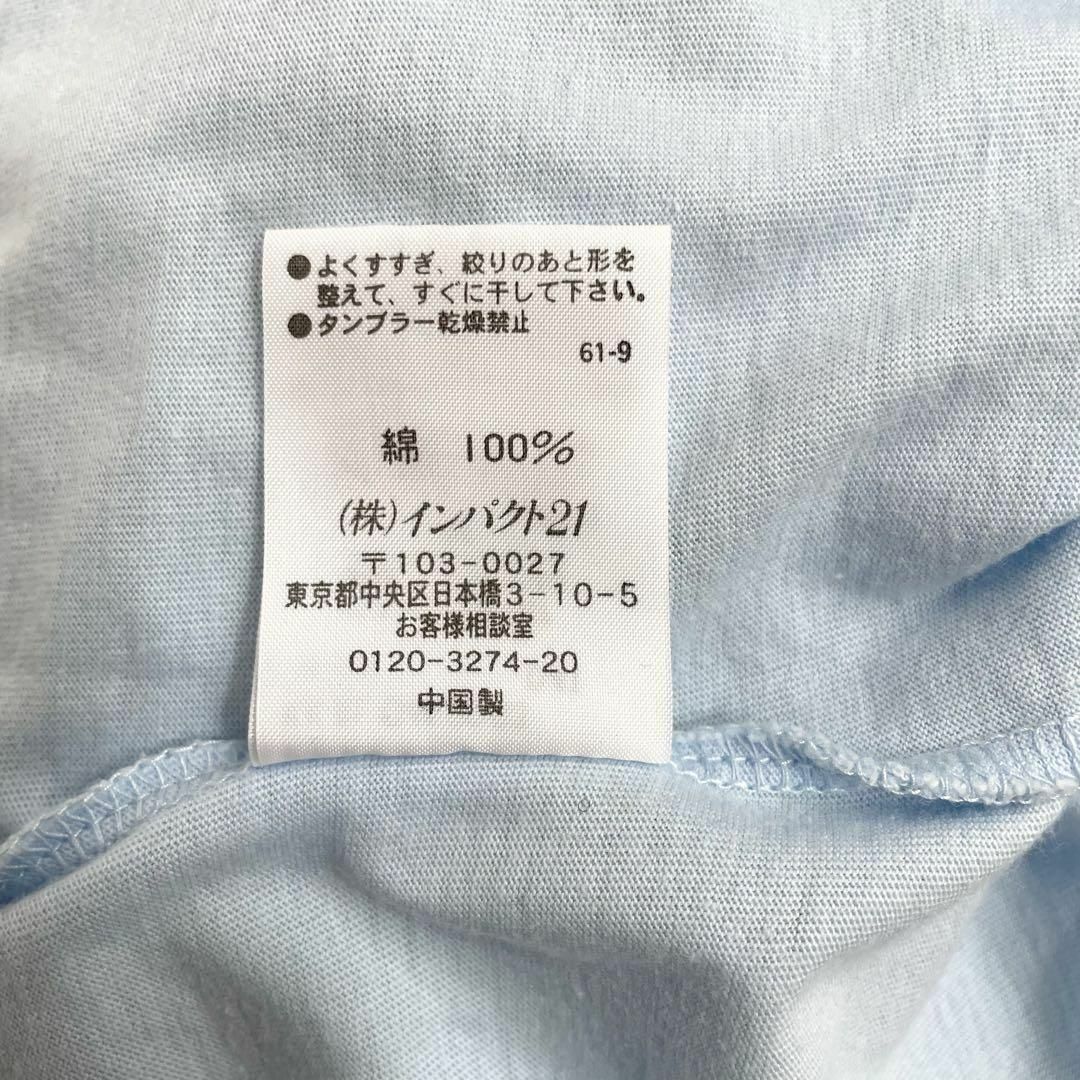 ●よくすすぎ、絞りのあと形を
整えて、すぐに干して下さい。
●タンブラー乾燥禁止
61-9
綿 100%
(株)インパクト21
〒103-0027
東京都中央区日本橋3-10-5
お客様相談室
0120-3274-20
中国製